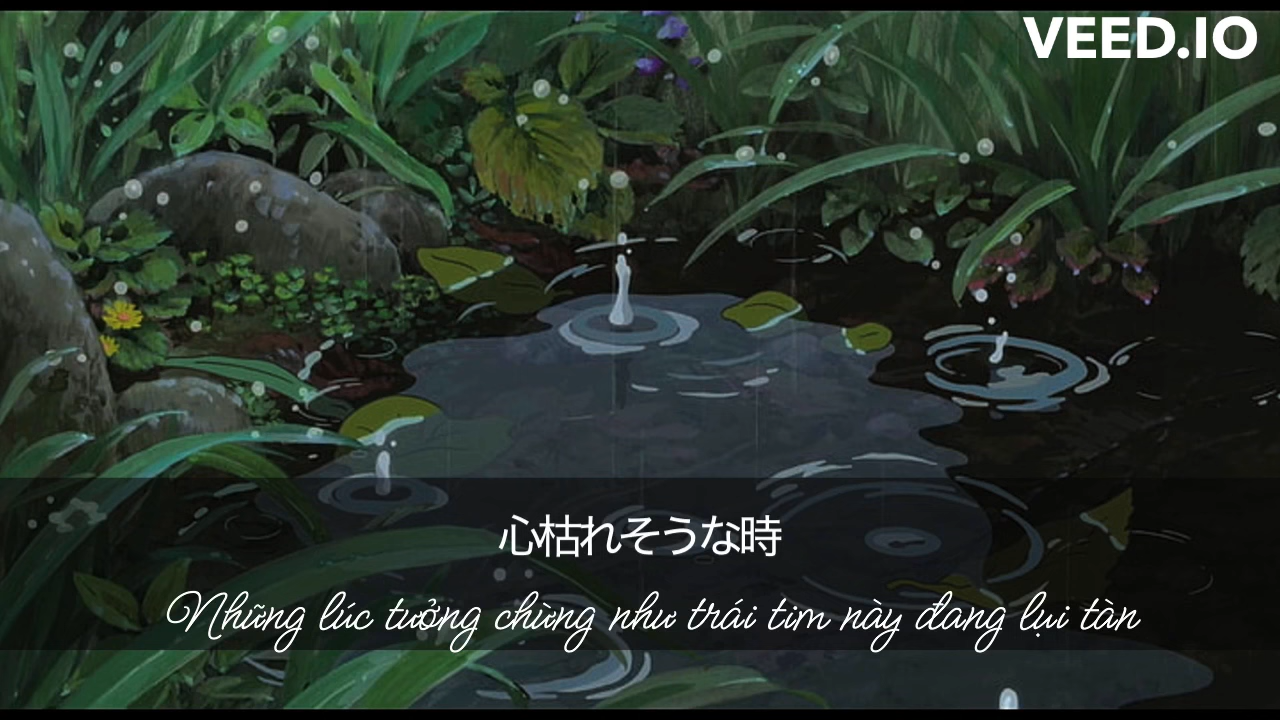 VEED.IO
心枯れそうな時
Những lúc tưởng chừng như trái tim này đang lụi tàn